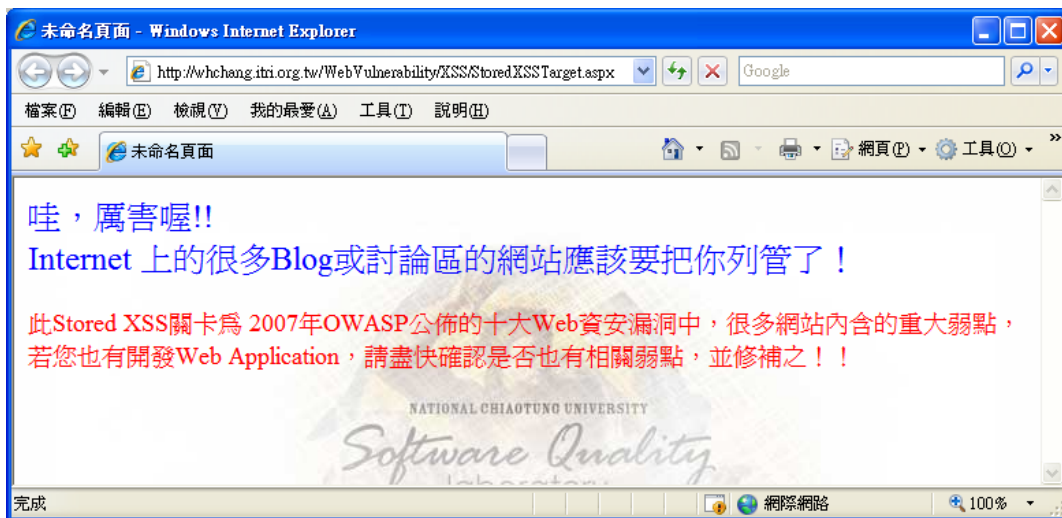 未命名頁面 - Windows Internet Explorer
http://whchang.itri.org.tw/WebVulnerability/XSS/StoredXSSTarget.aspx
Google
檔案(F) 編輯(E) 檢視(V) 我的最愛(A) 工具(T) 說明(H)
未命名頁面
網頁(P)
工具(O)
哇，厲害喔!!
Internet 上的很多Blog或討論區的網站應該要把你列管了！
此Stored XSS關卡為 2007年OWASP公佈的十大Web資安漏洞中，很多網站內含的重大弱點，
若您也有開發Web Application，請盡快確認是否也有相關弱點，並修補之！！
NATIONAL CHIAOTUNG UNIVERSITY
Software Quality
laboratory
完成
網際網路
100%